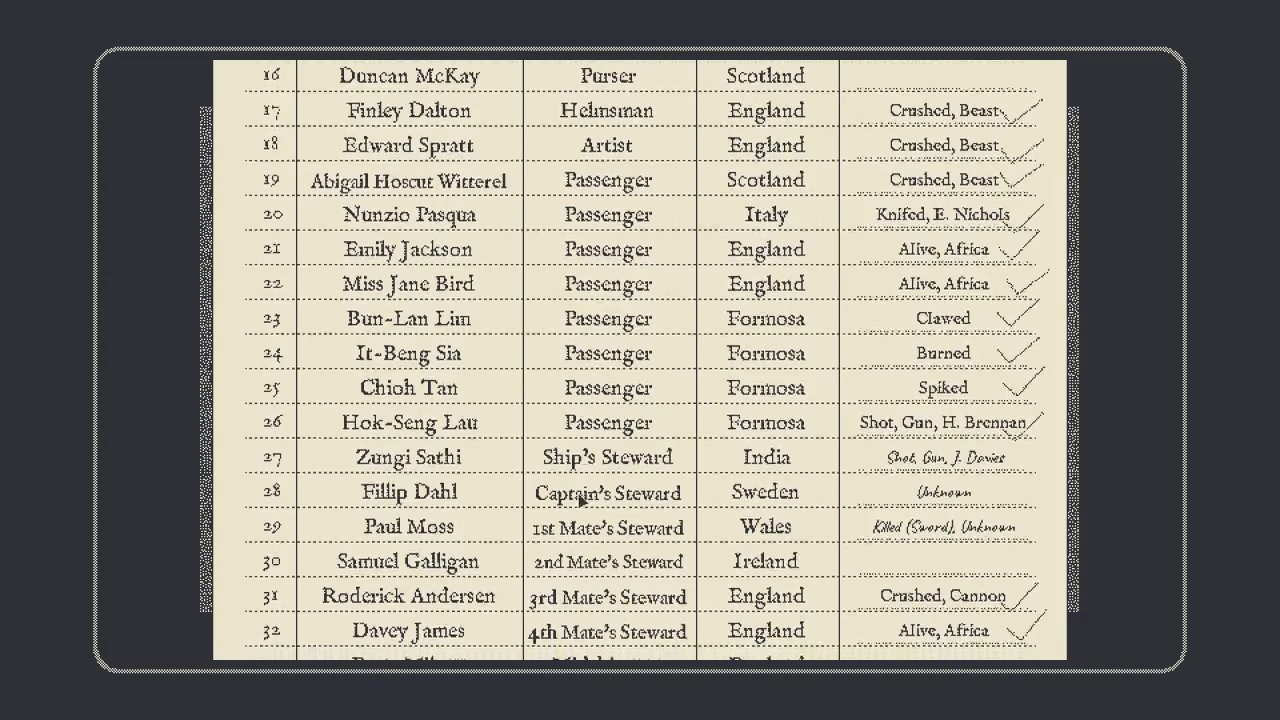 16 Duncan McKay Purser Scotland
17 Finley Dalton Helmsman England Crushed, Beast
18 Edward Spratt Artist England Crushed, Beast
19 Abigail Hoscut Witterel Passenger Scotland Crushed, Beast
20 Nunzio Pasqua Passenger Italy Knifed, E. Nichols
21 Emily Jackson Passenger England Alive, Africa
22 Miss Jane Bird Passenger England Alive, Africa
23 Bun-Lan Lim Passenger Formosa Clawed
24 It-Beng Sia Passenger Formosa Burned
25 Chioh Tan Passenger Formosa Spiked
26 Hok-Seng Lau Passenger Formosa Shot, Gun, H. Brennan
27 Zungi Sathi Ship's Steward India Shot, Gun, J. Davies
28 Fillip Dahl Captain's Steward Sweden Unknown
29 Paul Moss 1st Mate's Steward Wales Killed (Sword), Unknown
30 Samuel Galligan 2nd Mate's Steward Ireland
31 Roderick Andersen 3rd Mate's Steward England Crushed, Cannon
32 Davey James 4th Mate's Steward England Alive, Africa